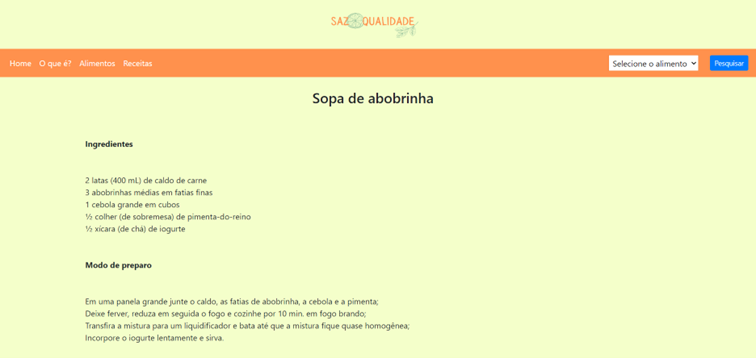 SAZ QUALIDADE
Home O que é? Alimentos Receitas Selecione o alimento Pesquisar
Sopa de abobrinha
Ingredientes
2 latas (400 mL) de caldo de carne
3 abobrinhas médias em fatias finas
1 cebola grande em cubos
½ colher (de sobremesa) de pimenta-do-reino
½ xícara (de chá) de iogurte
Modo de preparo
Em uma panela grande junte o caldo, as fatias de abobrinha, a cebola e a pimenta;
Deixe ferver, reduza em seguida o fogo e cozinhe por 10 min. em fogo brando;
Transfira a mistura para um liquidificador e bata até que a mistura fique quase homogênea;
Incorpore o iogurte lentamente e sirva.